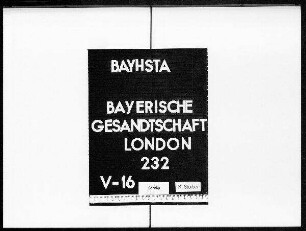 BAYHSTA
BAYERISCHE
GESANDTSCHAFT
LONDON
232
V-16